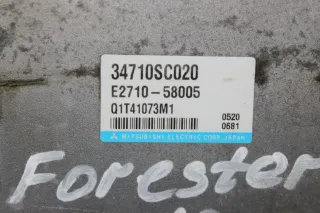 34710SC020
E2710-58005
Q1T41073M1
0520
0681
MITSUBISHI ELECTRIC CORP. JAPAN
Forester